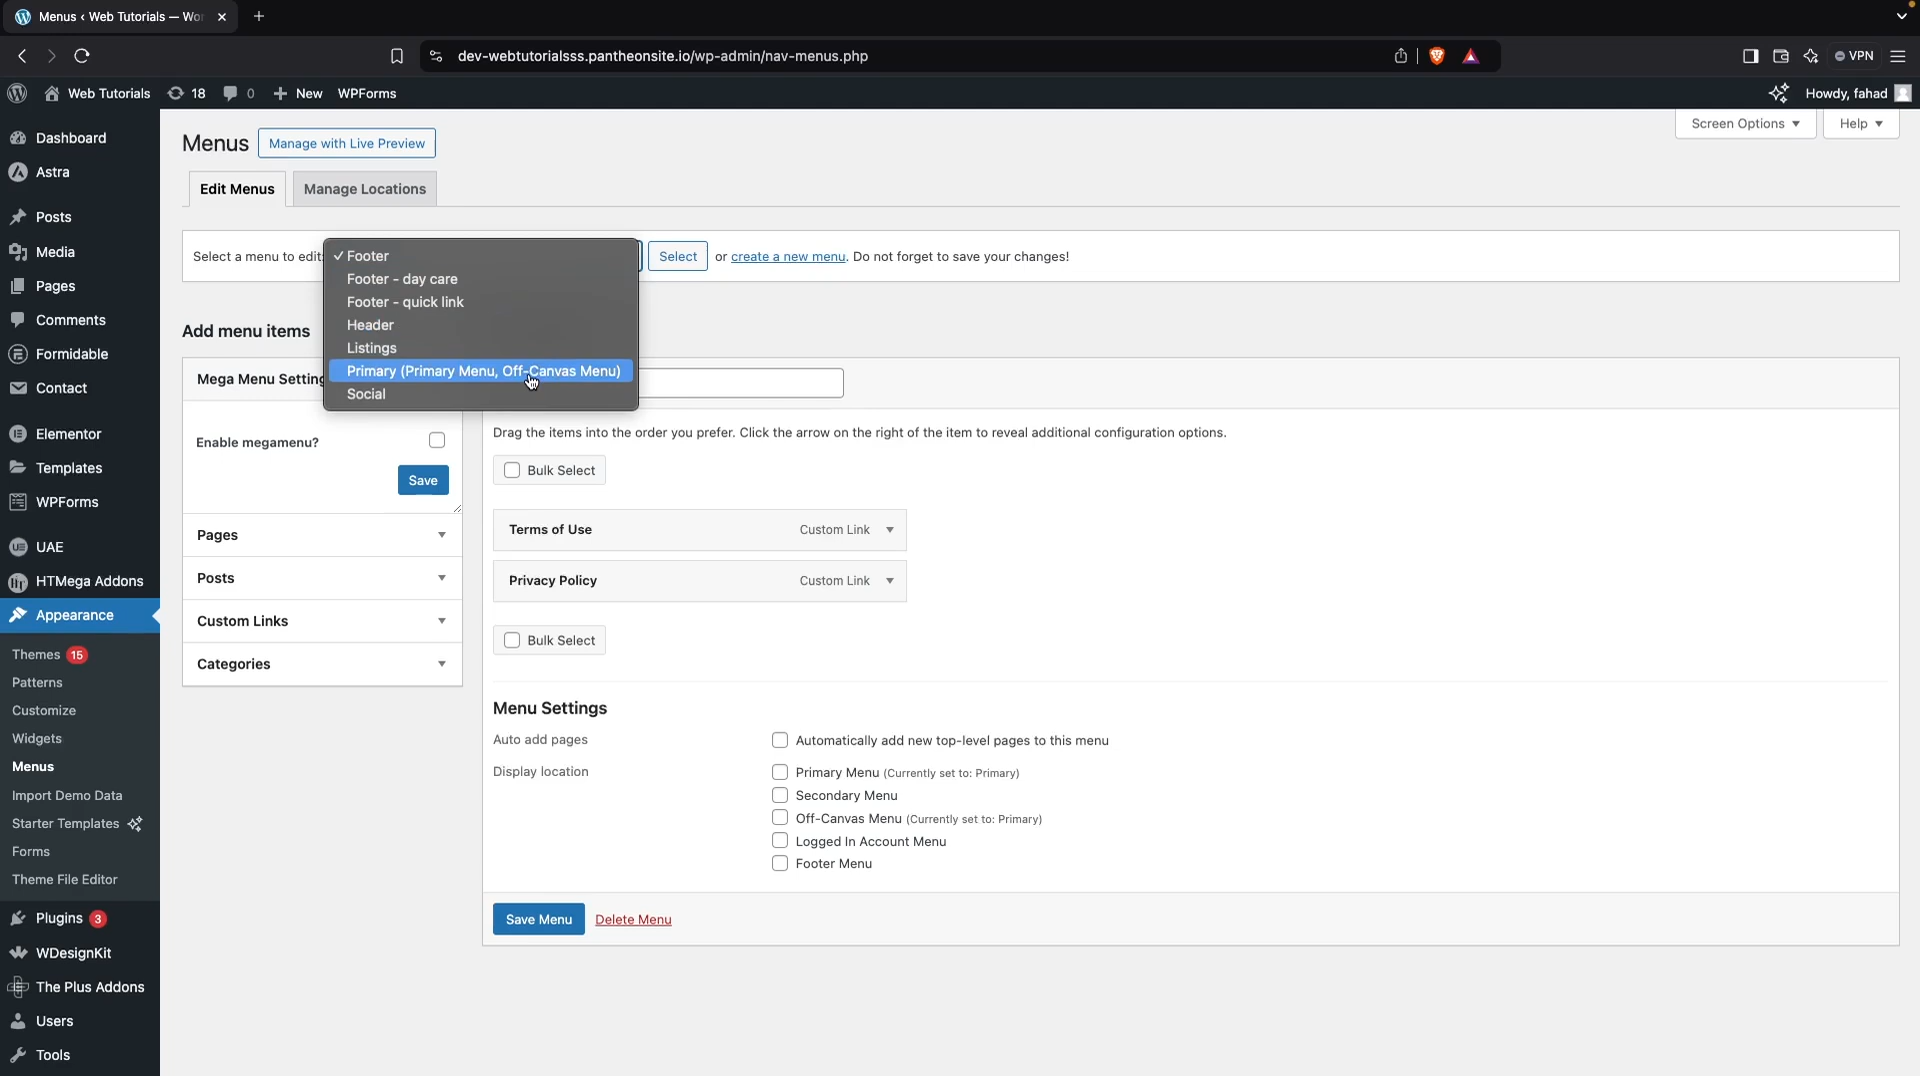 Menus < Web Tutorials — Wor
dev-webtutorialsss.pantheonsite.io/wp-admin/nav-menus.php
VPN
Web Tutorials
18
0
New
WPForms
Howdy, fahad
Dashboard
Astra
Posts
Media
Pages
Comments
Formidable
Contact
Elementor
Templates
WPForms
UAE
HTMega Addons
Appearance
Themes 15
Patterns
Customize
Widgets
Menus
Import Demo Data
Starter Templates
Forms
Theme File Editor
Plugins 3
WDesignKit
The Plus Addons
Users
Tools
Menus
Manage with Live Preview
Screen Options
Help
Edit Menus
Manage Locations
Select a menu to edit:
Footer
Footer - day care
Footer - quick link
Header
Listings
Primary (Primary Menu, Off-Canvas Menu)
Social
Select
or create a new menu. Do not forget to save your changes!
Add menu items
Mega Menu Setting
Enable megamenu?
Save
Pages
Posts
Custom Links
Categories
Drag the items into the order you prefer. Click the arrow on the right of the item to reveal additional configuration options.
Bulk Select
Terms of Use Custom Link
Privacy Policy Custom Link
Bulk Select
Menu Settings
Auto add pages
Automatically add new top-level pages to this menu
Display location
Primary Menu (Currently set to: Primary)
Secondary Menu
Off-Canvas Menu (Currently set to: Primary)
Logged In Account Menu
Footer Menu
Save Menu
Delete Menu